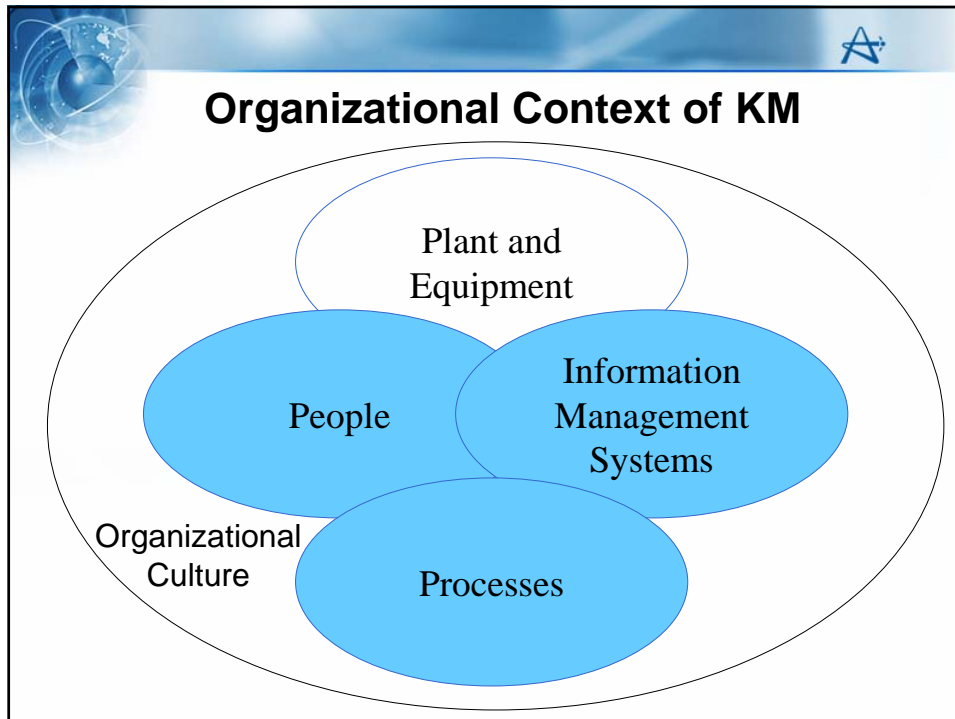 Organizational Context of KM
Plant and
Equipment
People
Information
Management
Systems
Organizational
Culture
Processes